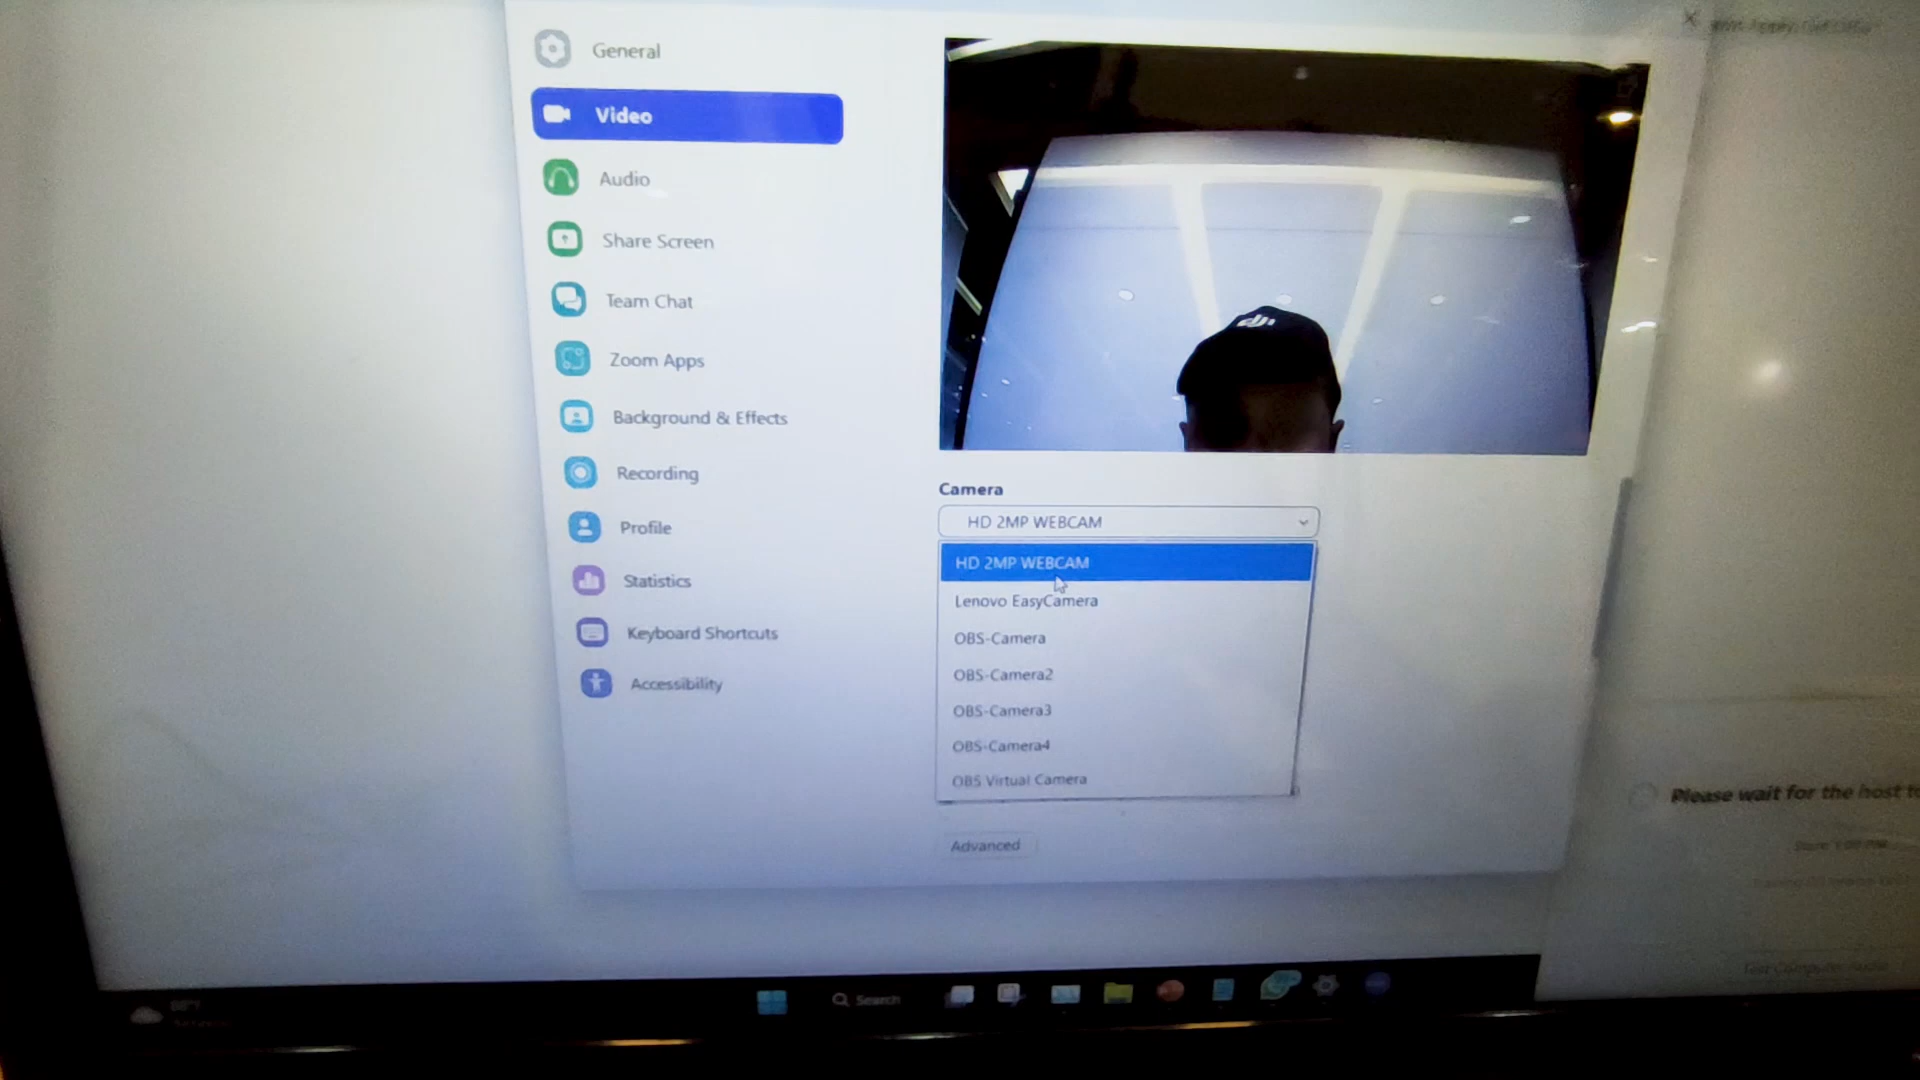 General
Video
Audio
Share Screen
Team Chat
Zoom Apps
Background & Effects
Recording
Profile
Statistics
Keyboard Shortcuts
Accessibility
dji
Camera
HD 2MP WEBCAM
HD 2MP WEBCAM
Lenovo EasyCamera
OBS-Camera
OBS-Camera2
OBS-Camera3
OBS-Camera4
OBS Virtual Camera
Advanced
Please wait for the host to
Search